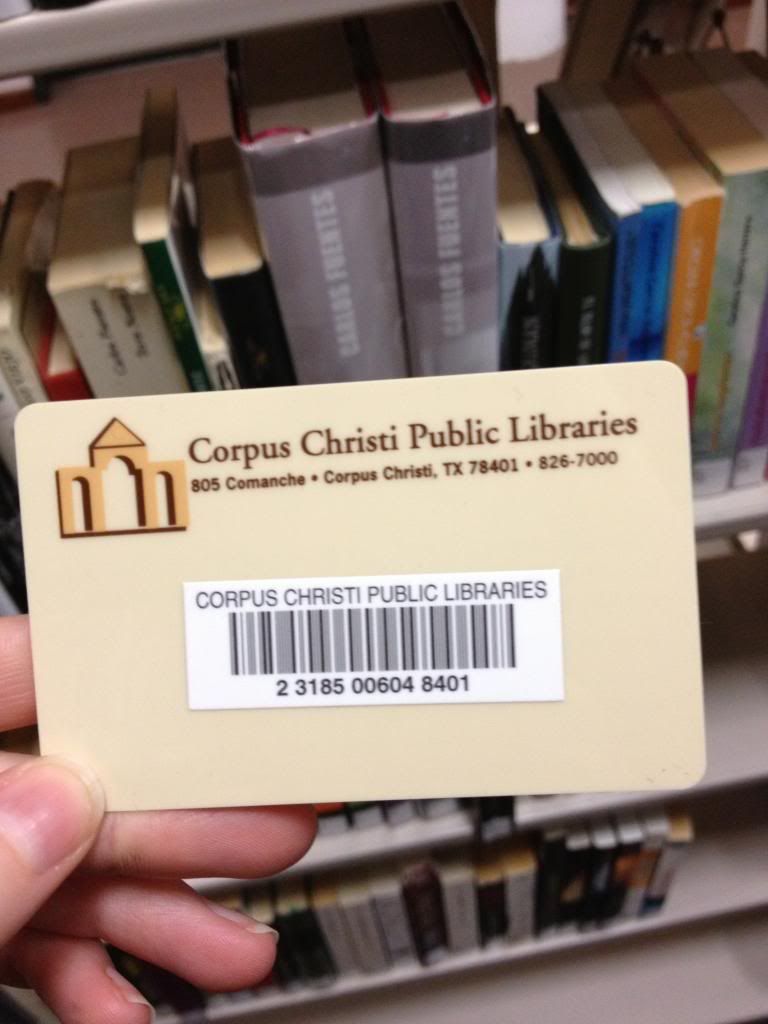 CARLOS FUENTES
CARLOS FUENTES
Corpus Christi Public Libraries
805 Comanche • Corpus Christi, TX 78401 • 826-7000
CORPUS CHRISTI PUBLIC LIBRARIES
2 3185 00604 8401